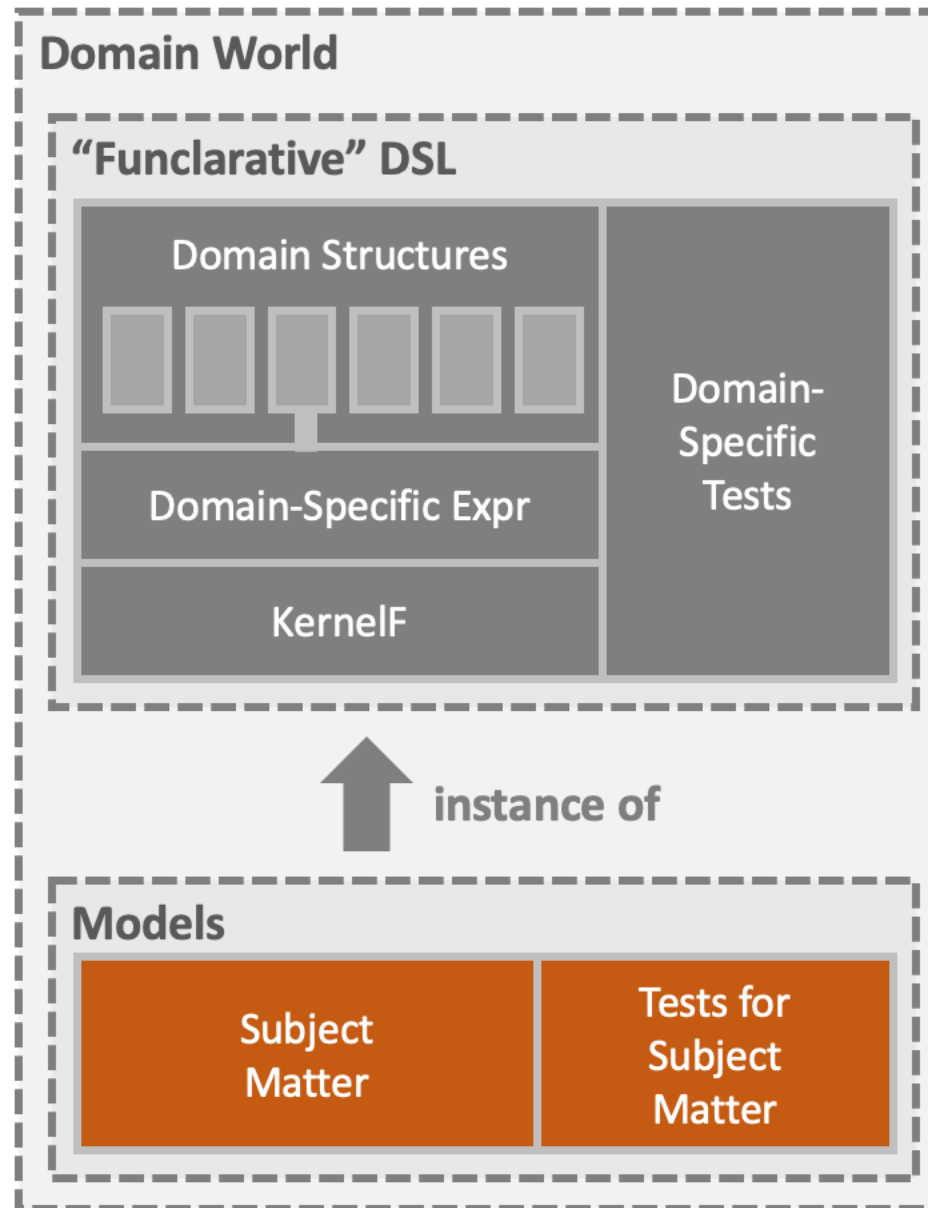 Domain World
“Funclarative” DSL
Domain Structures
Domain-Specific Expr
KernelF
Domain-
Specific
Tests
instance of
Models
Subject
Matter
Tests for
Subject
Matter